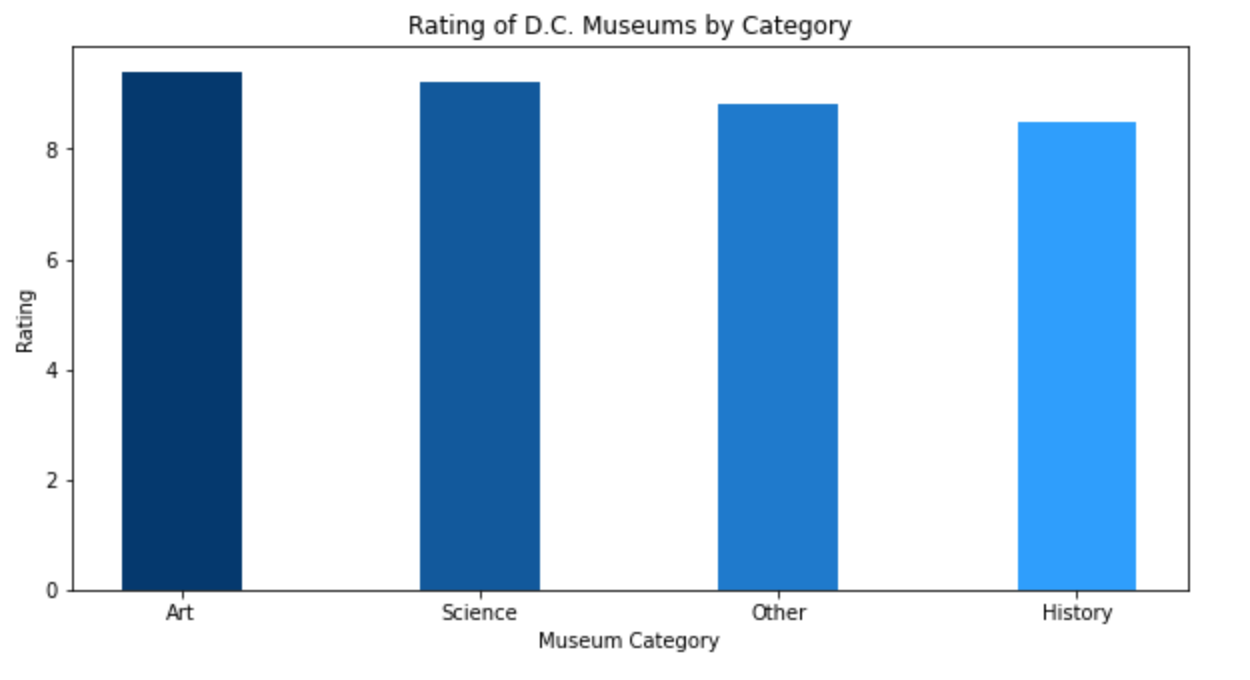 Rating of D.C. Museums by Category
8
6
4
2
0
Rating
Art Science Other History
Museum Category